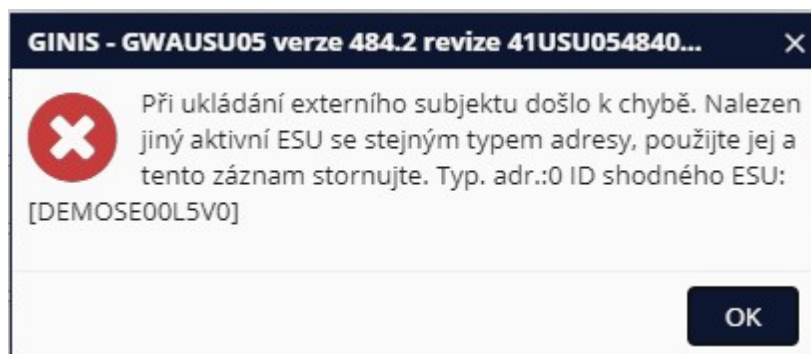 GINIS - GWAUSU05 verze 484.2 revize 41USU054840...
Při ukládání externího subjektu došlo k chybě. Nalezen
jiný aktivní ESU se stejným typem adresy, použijte jej a
tento záznam stornujte. Typ. adr.:0 ID shodného ESU:
[DEMOSE00L5V0]
OK